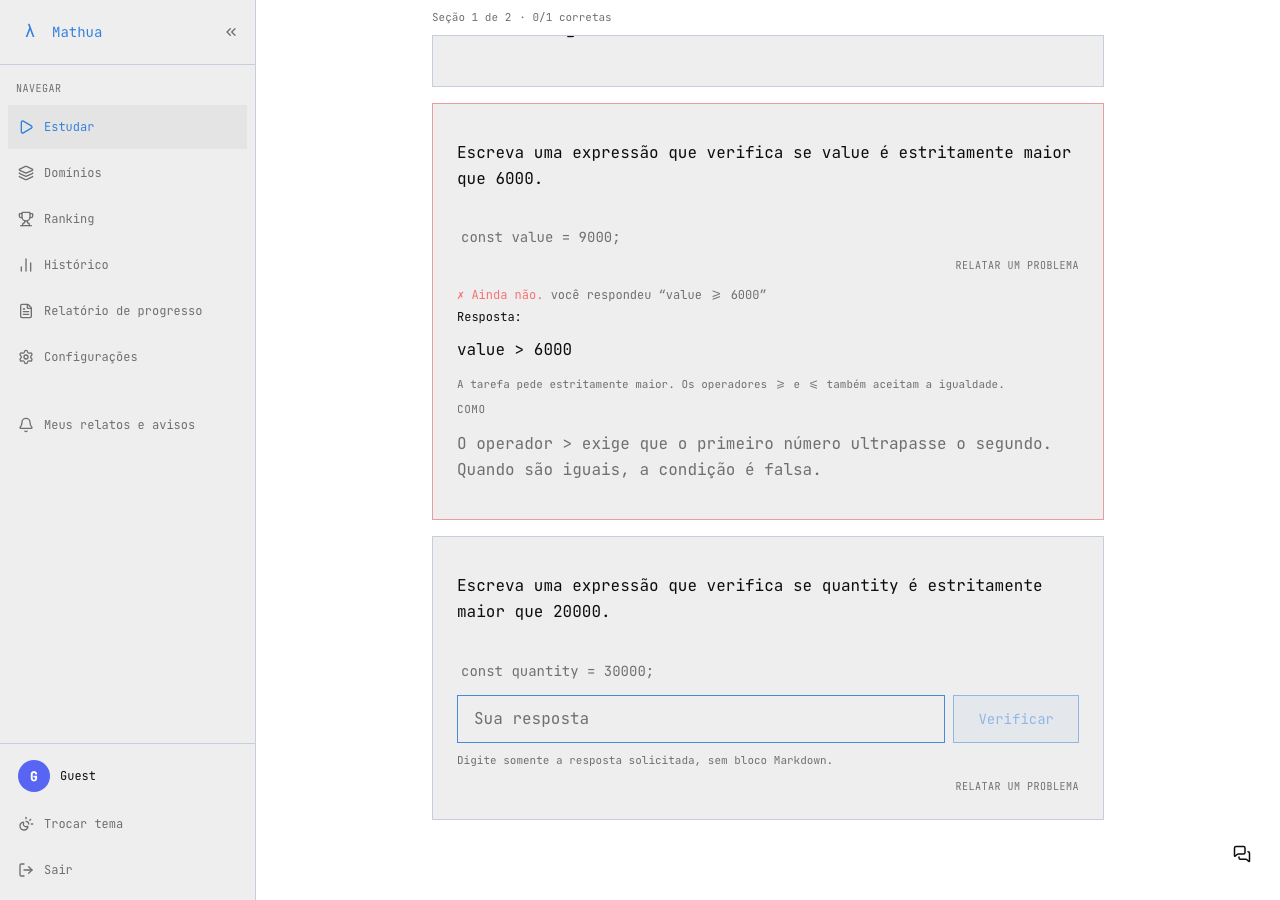 λ Mathua
NAVEGAR
Estudar
Domínios
Ranking
Histórico
Relatório de progresso
Configurações
Meus relatos e avisos
G Guest
Trocar tema
Sair
Seção 1 de 2 · 0/1 corretas
Escreva uma expressão que verifica se value é estritamente maior
que 6000.
const value = 9000;
RELATAR UM PROBLEMA
✗ Ainda não. você respondeu “value >= 6000”
Resposta:
value > 6000
A tarefa pede estritamente maior. Os operadores >= e <= também aceitam a igualdade.
COMO
O operador > exige que o primeiro número ultrapasse o segundo.
Quando são iguais, a condição é falsa.
Escreva uma expressão que verifica se quantity é estritamente
maior que 20000.
const quantity = 30000;
Sua resposta
Verificar
Digite somente a resposta solicitada, sem bloco Markdown.
RELATAR UM PROBLEMA